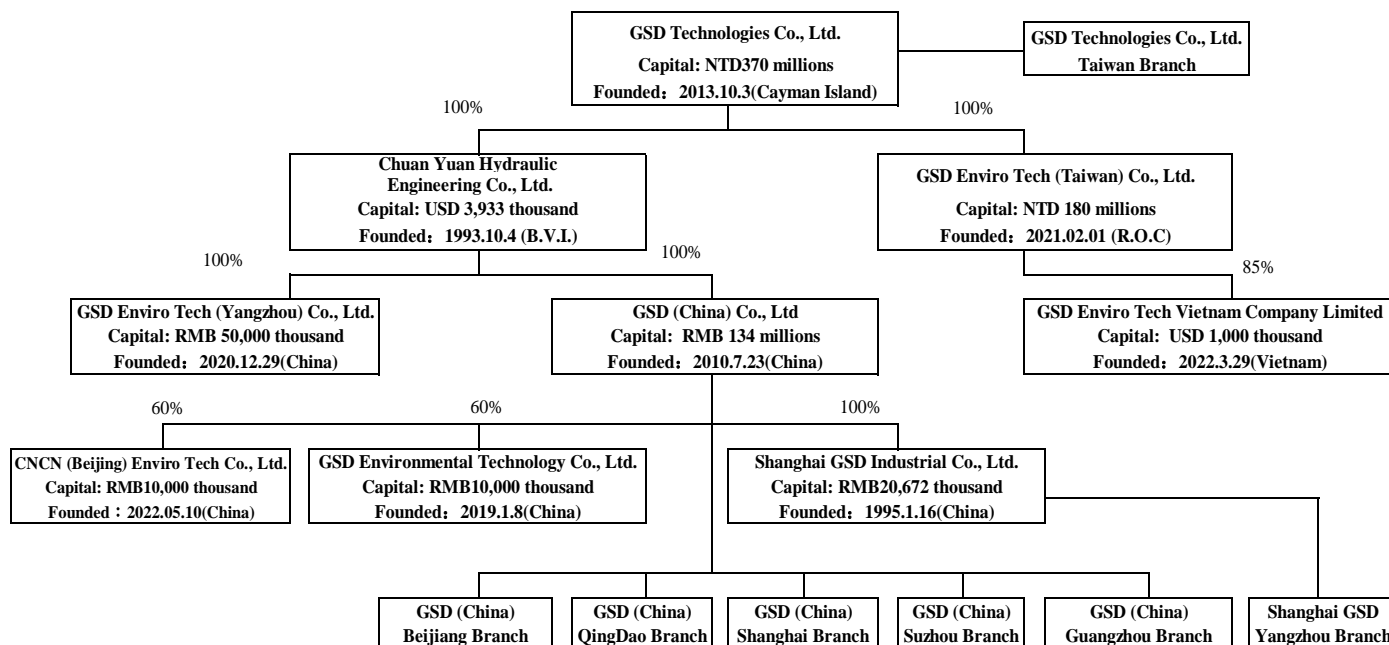 GSD Technologies Co., Ltd.
Capital: NTD370 millions
Founded：2013.10.3(Cayman Island)
GSD Technologies Co., Ltd.
Taiwan Branch
100%
100%
Chuan Yuan Hydraulic
Engineering Co., Ltd.
Capital: USD 3,933 thousand
Founded：1993.10.4 (B.V.I.)
GSD Enviro Tech (Taiwan) Co., Ltd.
Capital: NTD 180 millions
Founded：2021.02.01 (R.O.C)
100%
100%
85%
GSD Enviro Tech (Yangzhou) Co., Ltd.
Capital: RMB 50,000 thousand
Founded：2020.12.29(China)
GSD (China) Co., Ltd
Capital: RMB 134 millions
Founded：2010.7.23(China)
GSD Enviro Tech Vietnam Company Limited
Capital: USD 1,000 thousand
Founded：2022.3.29(Vietnam)
60%
60%
100%
CNCN (Beijing) Enviro Tech Co., Ltd.
Capital: RMB10,000 thousand
Founded：2022.05.10(China)
GSD Environmental Technology Co., Ltd.
Capital: RMB10,000 thousand
Founded：2019.1.8(China)
Shanghai GSD Industrial Co., Ltd.
Capital: RMB20,672 thousand
Founded：1995.1.16(China)
GSD (China)
Beijiang Branch
GSD (China)
QingDao Branch
GSD (China)
Shanghai Branch
GSD (China)
Suzhou Branch
GSD (China)
Guangzhou Branch
Shanghai GSD
Yangzhou Branch